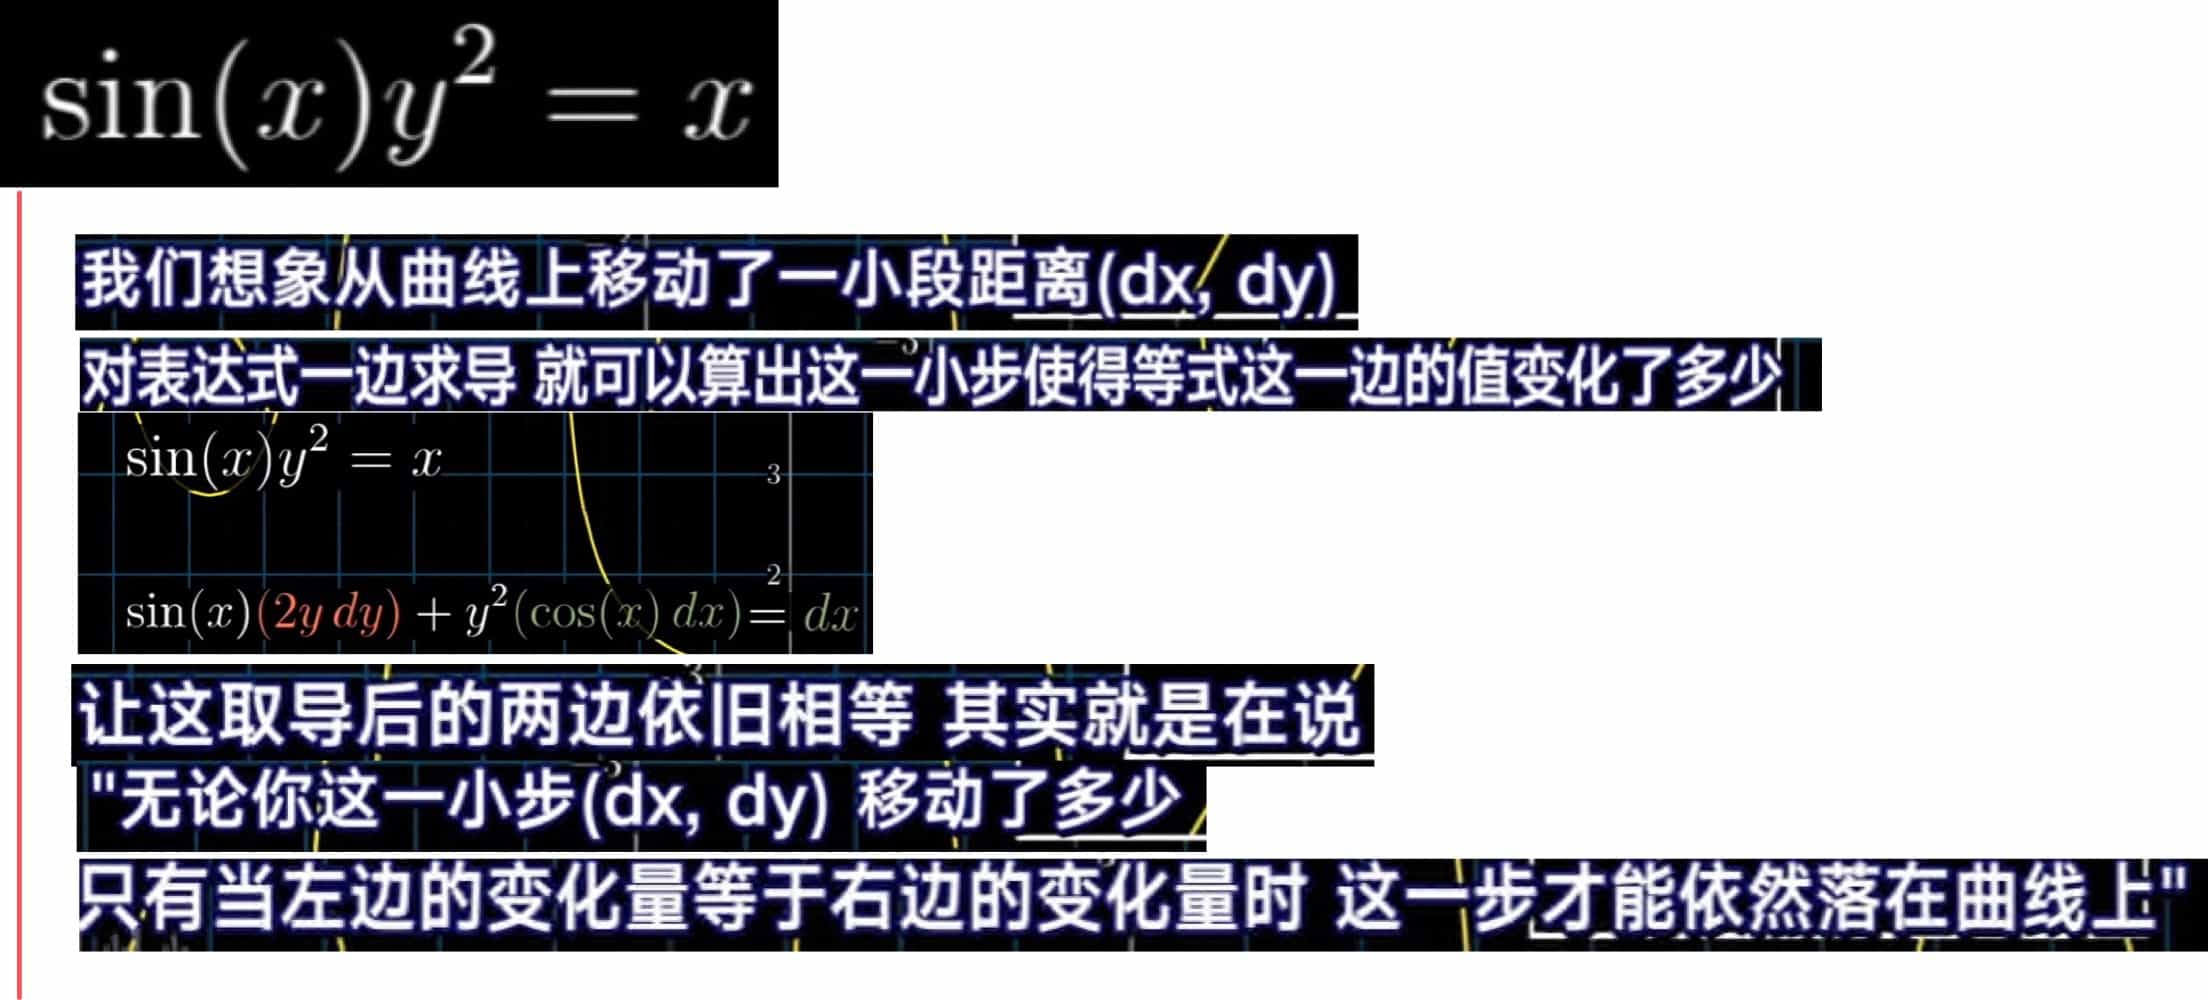 sin(x)y² = x
我们想象从曲线上移动了一小段距离(dx, dy)
对表达式一边求导 就可以算出这一小步使得等式这一边的值变化了多少
sin(x)y² = x
3
2
sin(x)(2y dy) + y²(cos(x) dx) = dx
让这取导后的两边依旧相等 其实就是在说
"无论你这一小步(dx, dy) 移动了多少
只有当左边的变化量等于右边的变化量时 这一步才能依然落在曲线上"